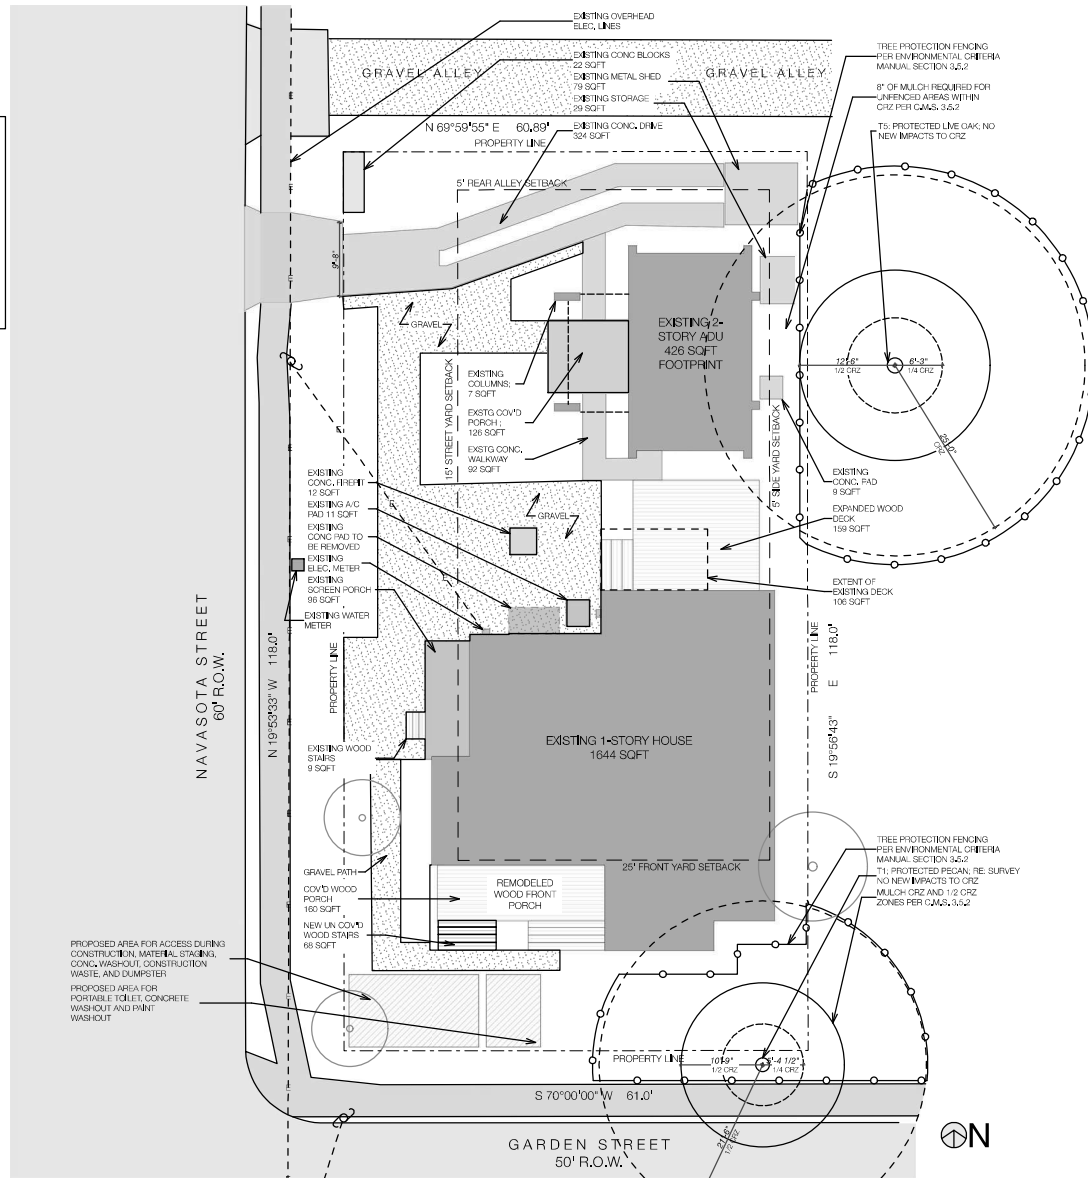 EXISTING OVERHEAD
ELEC. LINES
EXISTING CONC BLOCKS
22 SQFT
EXISTING METAL SHED
79 SQFT
EXISTING STORAGE
29 SQFT
EXISTING CONC. DRIVE
324 SQFT
TREE PROTECTION FENCING
PER ENVIRONMENTAL CRITERIA
MANUAL SECTION 3.5.2
8" OF MULCH REQUIRED FOR
UNFENCED AREAS WITHIN
CRZ PER C.M.S. 3.5.2
T5: PROTECTED LIVE OAK; NO
NEW IMPACTS TO CRZ
GRAVEL ALLEY
GRAVEL ALLEY
N 69°59'55" E 60.89'
PROPERTY LINE
5' REAR ALLEY SETBACK
9'-8"
GRAVEL
EXISTING 2-
STORY ADU
426 SQFT
FOOTPRINT
15' STREET YARD SETBACK
EXISTING
COLUMNS;
7 SQFT
EXSTG COV'D
PORCH ;
126 SQFT
EXSTG CONC.
WALKWAY
92 SQFT
5' SIDE YARD SETBACK
12'-6"
1/2 CRZ
6'-3"
1/4 CRZ
25'-0"
CRZ
EXISTING
CONC. PAD
9 SQFT
EXPANDED WOOD
DECK
159 SQFT
EXTENT OF
EXISTING DECK
106 SQFT
EXISTING
CONC. FIREPIT
12 SQFT
EXISTING A/C
PAD 11 SQFT
EXISTING
CONC PAD TO
BE REMOVED
EXISTING
ELEC. METER
EXISTING
SCREEN PORCH
96 SQFT
EXISTING WATER
METER
GRAVEL
E
E
E
E
E
E
NAVASOTA STREET
60' R.O.W.
N 19°53'33" W 118.0'
PROPERTY LINE
PROPERTY LINE
S 19°56'43" E 118.0'
EXISTING 1-STORY HOUSE
1644 SQFT
EXISTING WOOD
STAIRS
9 SQFT
25' FRONT YARD SETBACK
GRAVEL PATH
COV'D WOOD
PORCH
160 SQFT
NEW UN COV'D
WOOD STAIRS
68 SQFT
REMODELED
WOOD FRONT
PORCH
TREE PROTECTION FENCING
PER ENVIRONMENTAL CRITERIA
MANUAL SECTION 3.5.2
T1; PROTECTED PECAN, RE: SURVEY
NO NEW IMPACTS TO CRZ
MULCH CRZ AND 1/2 CRZ
ZONES PER C.M.S. 3.5.2
PROPOSED AREA FOR ACCESS DURING
CONSTRUCTION, MATERIAL STAGING,
CONC. WASHOUT, CONSTRUCTION
WASTE, AND DUMPSTER
PROPOSED AREA FOR
PORTABLE TOILET, CONCRETE
WASHOUT AND PAINT
WASHOUT
PROPERTY LINE
10'-9"
1/2 CRZ
1/4 CRZ
21'-6"
S 70°00'00" W 61.0'
GARDEN STREET
50' R.O.W.
N